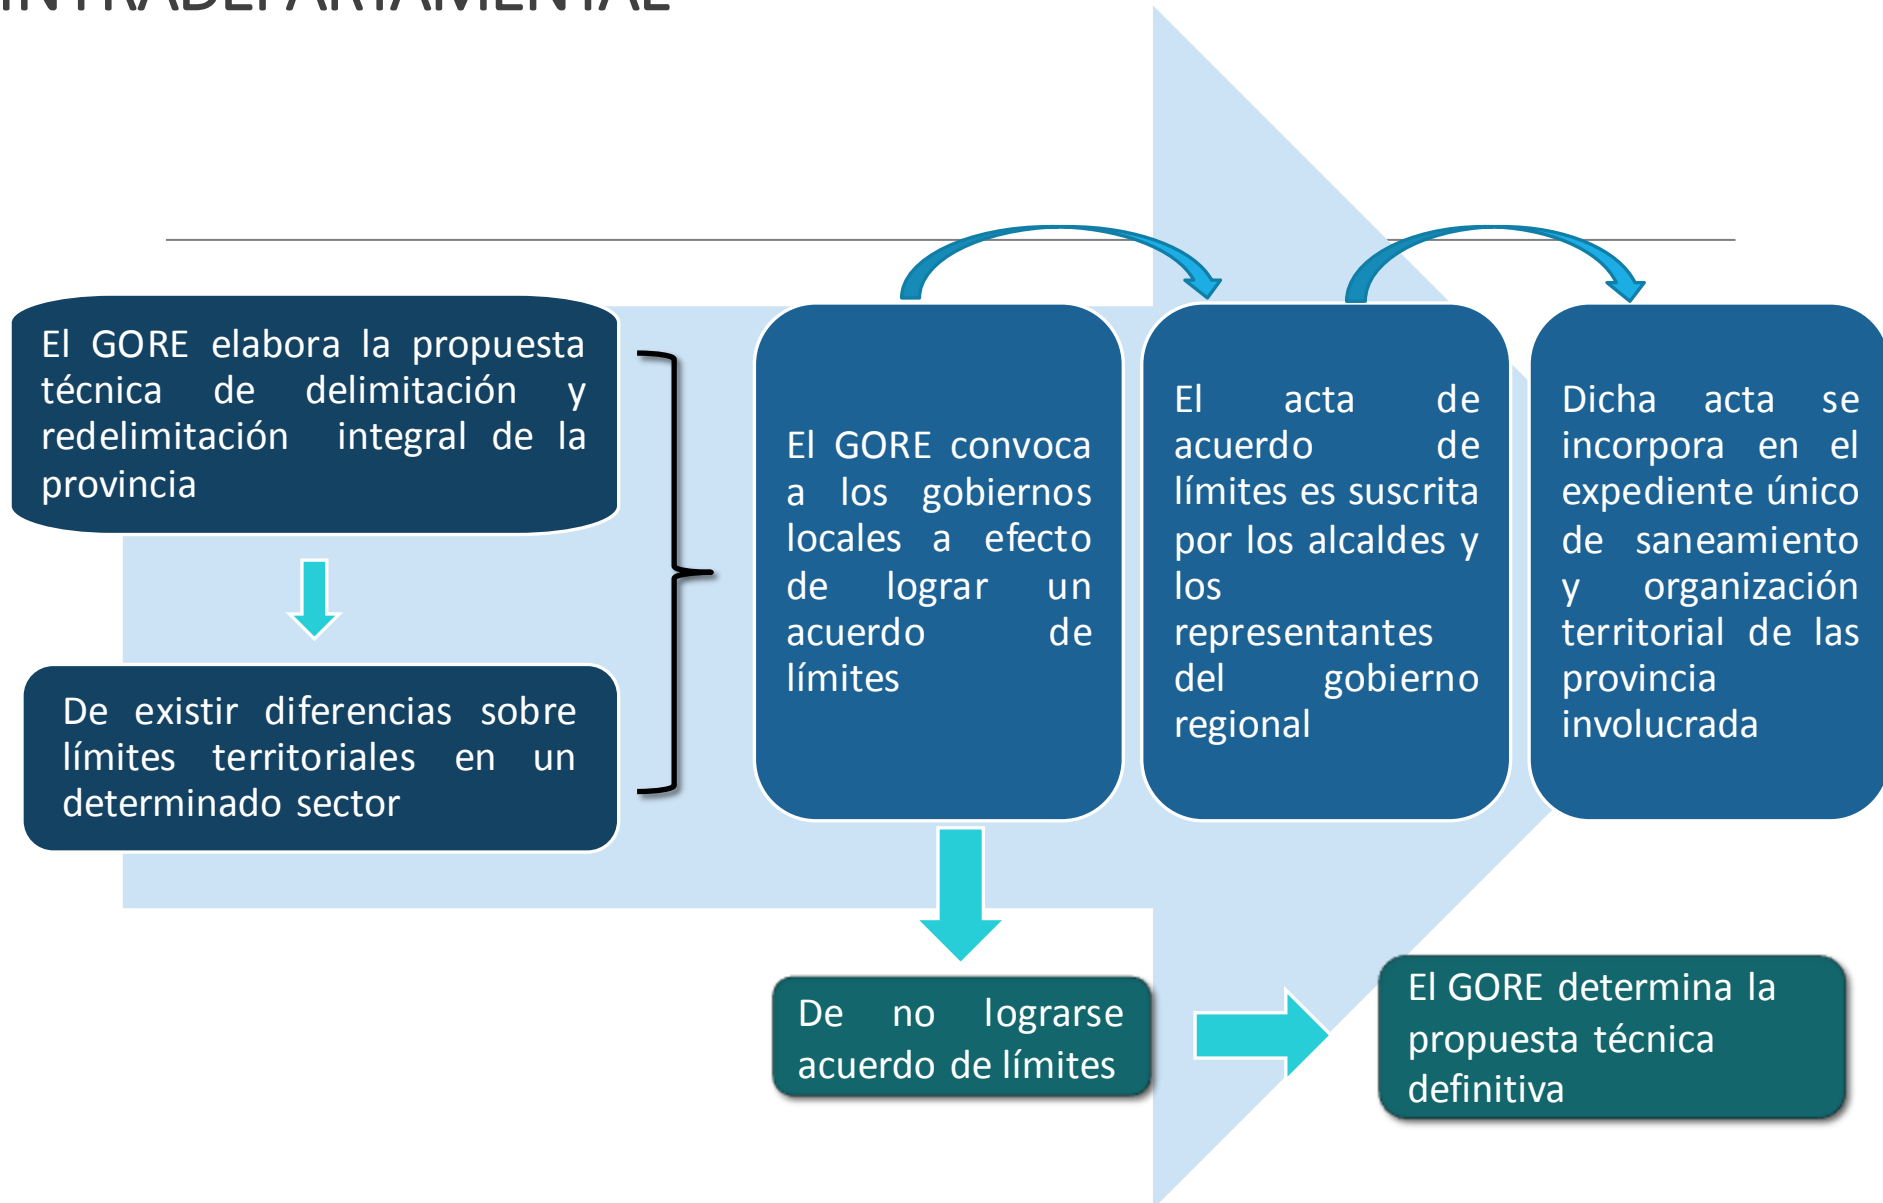 INTRADEPARTAMENTAL
El GORE elabora la propuesta
técnica de delimitación y
redelimitación integral de la
provincia
De existir diferencias sobre
límites territoriales en un
determinado sector
El GORE convoca
a los gobiernos
locales a efecto
de lograr un
acuerdo de
límites
El acta de
acuerdo de
límites es suscrita
por los alcaldes y
los
representantes
del gobierno
regional
Dicha acta se
incorpora en el
expediente único
de saneamiento
y organización
territorial de las
provincia
involucrada
De no lograrse
acuerdo de límites
El GORE determina la
propuesta técnica
definitiva